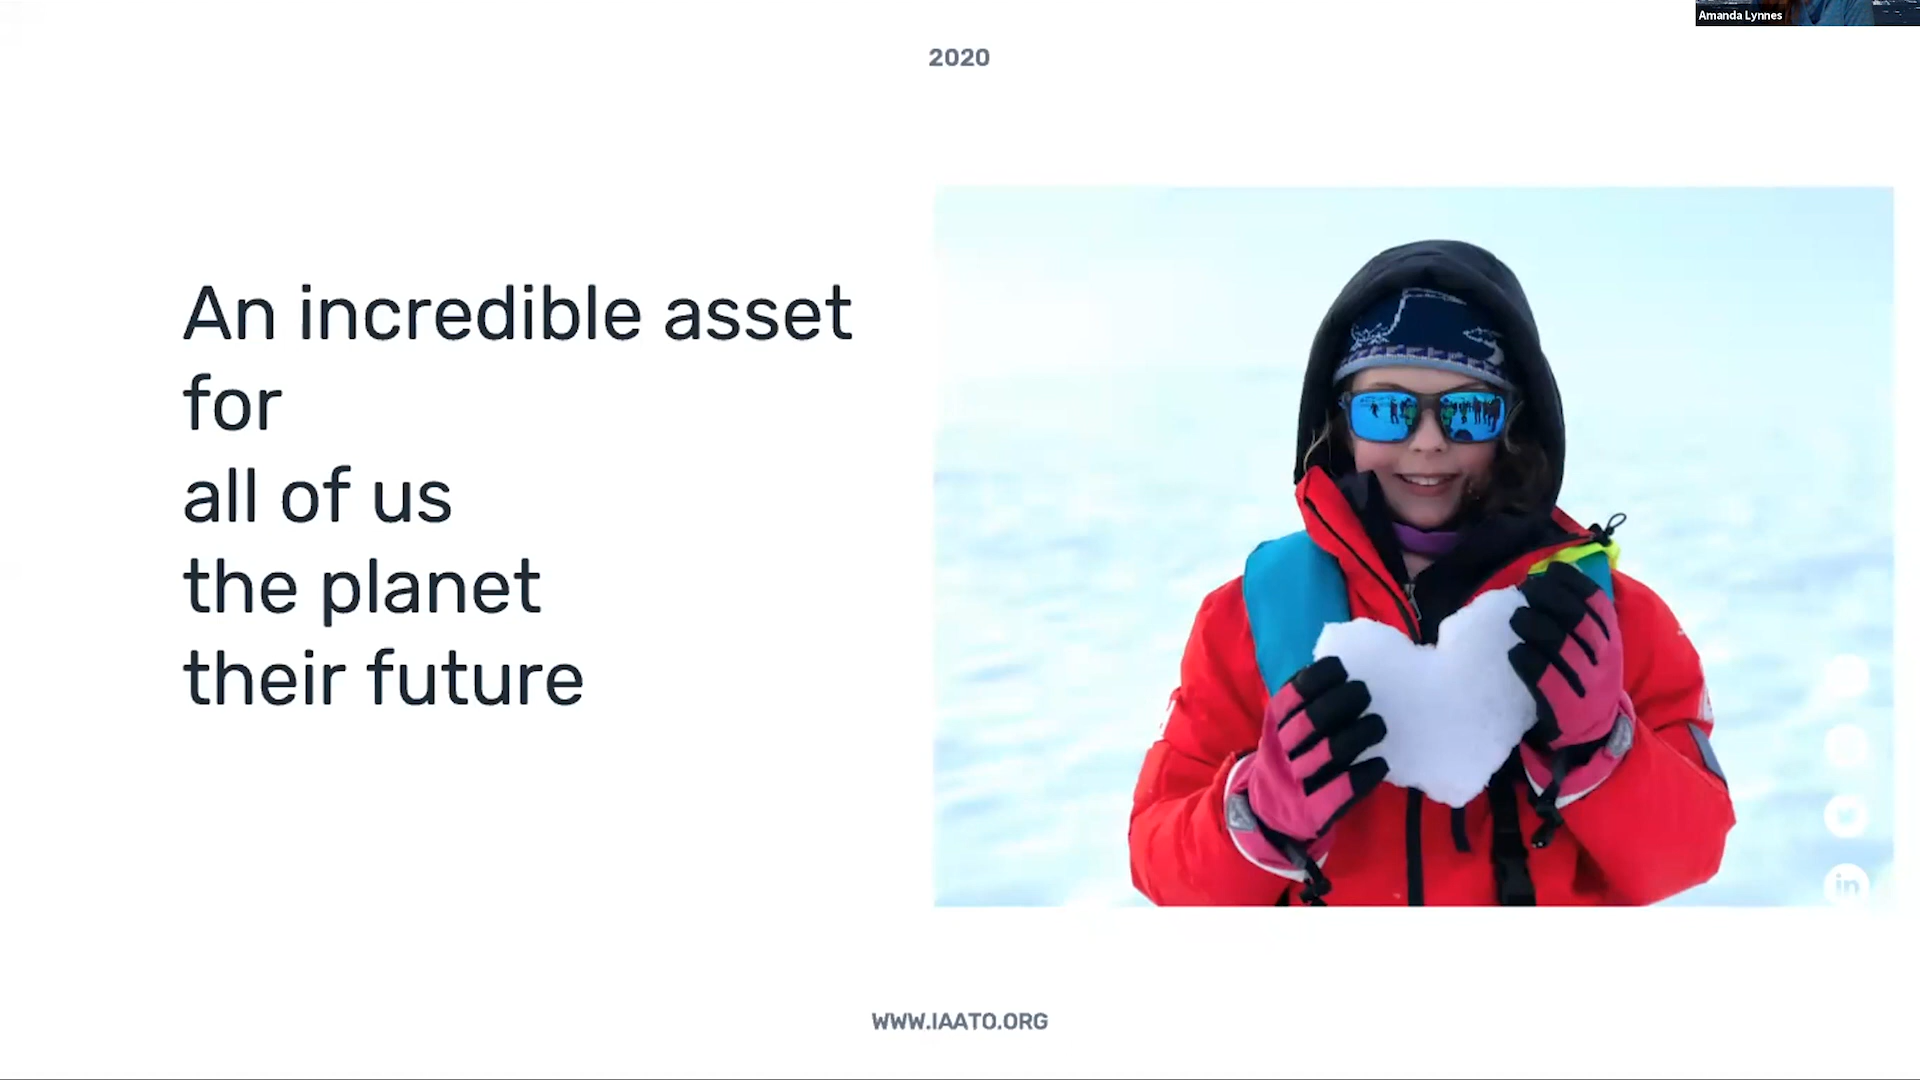 Amanda Lynnes
2020
An incredible asset
for
all of us
the planet
their future
in
WWW.IAATO.ORG